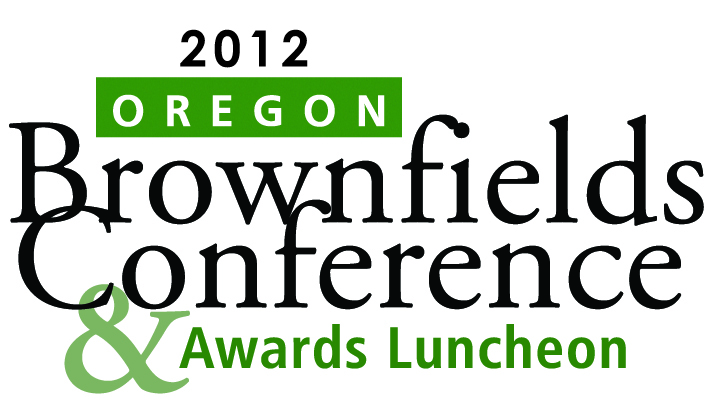 2012
OREGON
Brownfields
Conference
& Awards Luncheon